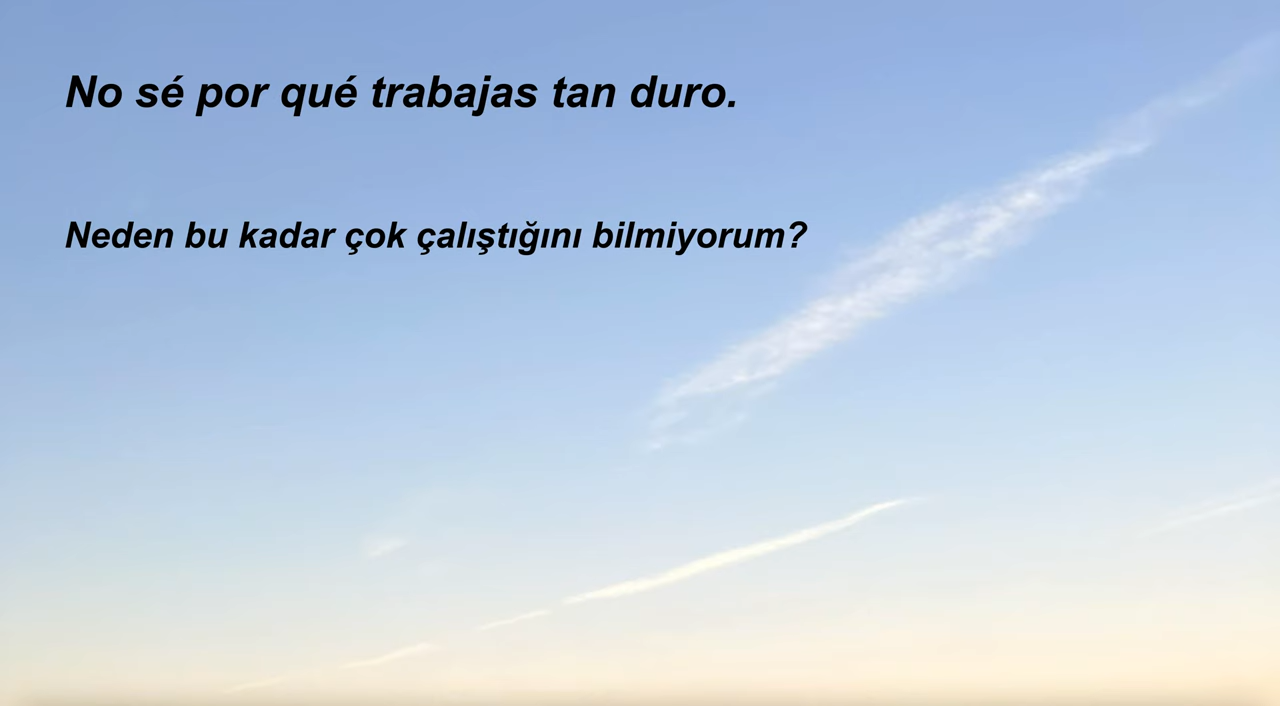 No sé por qué trabajas tan duro.
Neden bu kadar çok çalıştığını bilmiyorum?